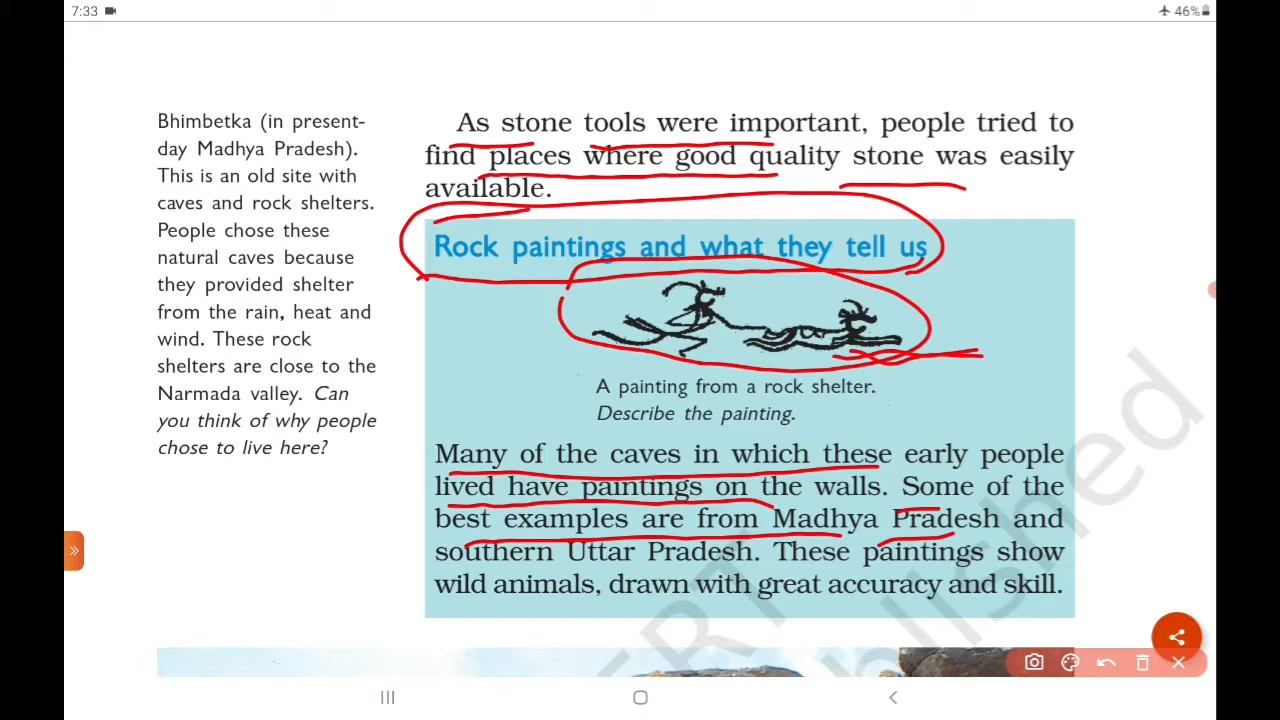 7:33
46%
Bhimbetka (in present-
day Madhya Pradesh).
This is an old site with
caves and rock shelters.
People chose these
natural caves because
they provided shelter
from the rain, heat and
wind. These rock
shelters are close to the
Narmada valley. Can
you think of why people
chose to live here?
As stone tools were important, people tried to
find places where good quality stone was easily
available.
Rock paintings and what they tell us
A painting from a rock shelter.
Describe the painting.
Many of the caves in which these early people
lived have paintings on the walls. Some of the
best examples are from Madhya Pradesh and
southern Uttar Pradesh. These paintings show
wild animals, drawn with great accuracy and skill.